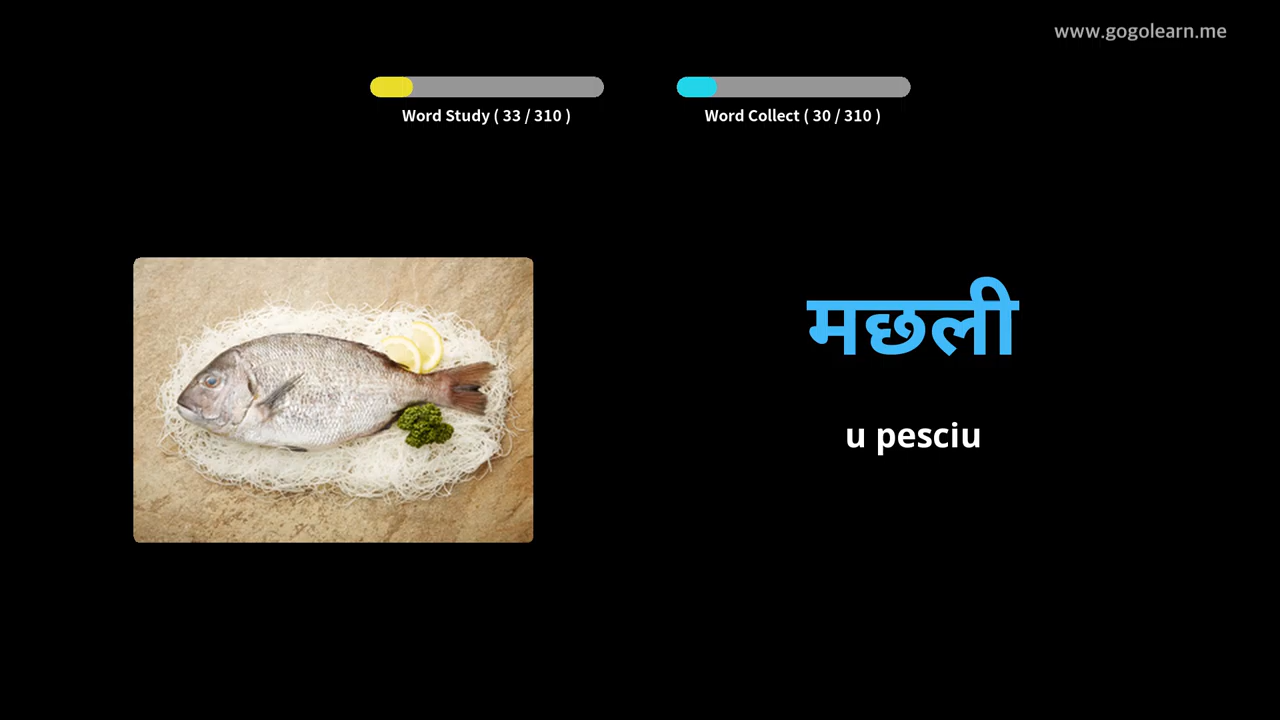 www.gogolearn.me
Word Study ( 33 / 310 )
Word Collect ( 30 / 310 )
मछली
u pesciu